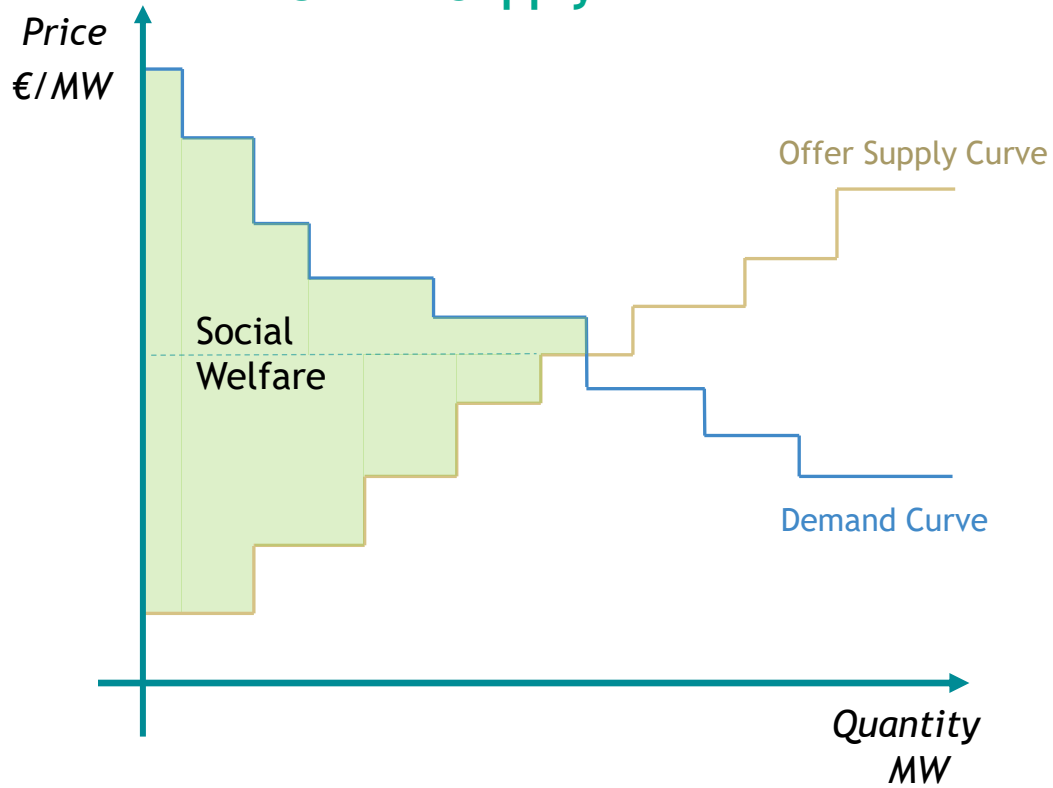 Price
€/MW
Offer Supply Curve
Social
Welfare
Demand Curve
Quantity
MW